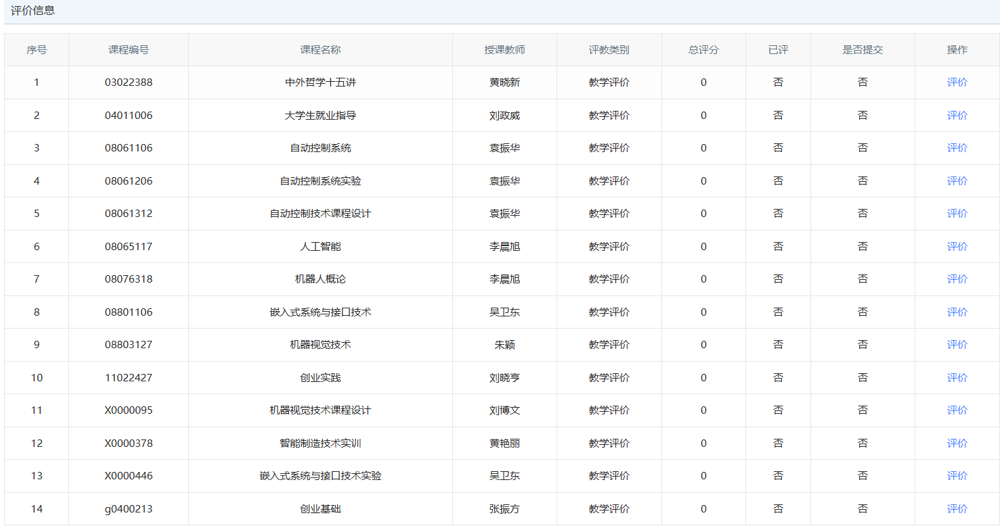 评价信息
序号 课程编号 课程名称 授课教师 评教类别 总评分 已评 是否提交 操作
1 03022388 中外哲学十五讲 黄晓新 教学评价 0 否 否 评价
2 04011006 大学生就业指导 刘政威 教学评价 0 否 否 评价
3 08061106 自动控制系统 袁振华 教学评价 0 否 否 评价
4 08061206 自动控制系统实验 袁振华 教学评价 0 否 否 评价
5 08061312 自动控制技术课程设计 袁振华 教学评价 0 否 否 评价
6 08065117 人工智能 李晨旭 教学评价 0 否 否 评价
7 08076318 机器人概论 李晨旭 教学评价 0 否 否 评价
8 08801106 嵌入式系统与接口技术 吴卫东 教学评价 0 否 否 评价
9 08803127 机器视觉技术 朱颖 教学评价 0 否 否 评价
10 11022427 创业实践 刘晓亨 教学评价 0 否 否 评价
11 X0000095 机器视觉技术课程设计 刘博文 教学评价 0 否 否 评价
12 X0000378 智能制造技术实训 黄艳丽 教学评价 0 否 否 评价
13 X0000446 嵌入式系统与接口技术实验 吴卫东 教学评价 0 否 否 评价
14 g0400213 创业基础 张振方 教学评价 0 否 否 评价